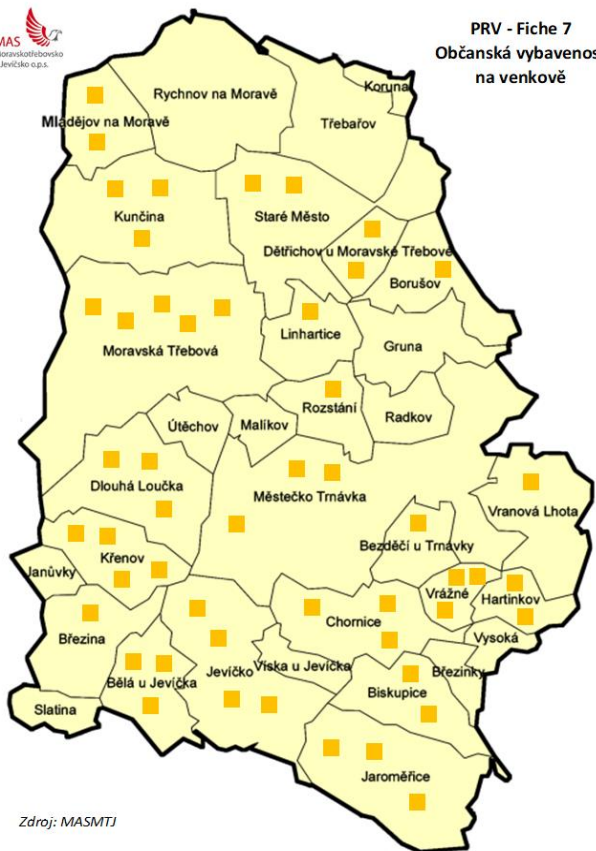 MAS
Moravskotřebovsko
Jevíčsko o.p.s.
PRV - Fiche 7
Občanská vybavenos
na venkově
Koruna
Rychnov na Moravě
Třebařov
Mladějov na Moravě
Kunčina
Staré Město
Dětřichov u Moravské Třebové
Borušov
Linhartice
Gruna
Moravská Třebová
Rozstání
Radkov
Útěchov
Malíkov
Dlouhá Loučka
Městečko Trnávka
Vranová Lhota
Bezděčí u Trnávky
Křenov
Janůvky
Vrážné
Hartinkov
Chornice
Vysoká
Březina
Jevíčko
Víska u Jevíčka
Březinky
Bělá u Jevíčka
Biskupice
Slatina
Jaroměřice
Zdroj: MASMTJ